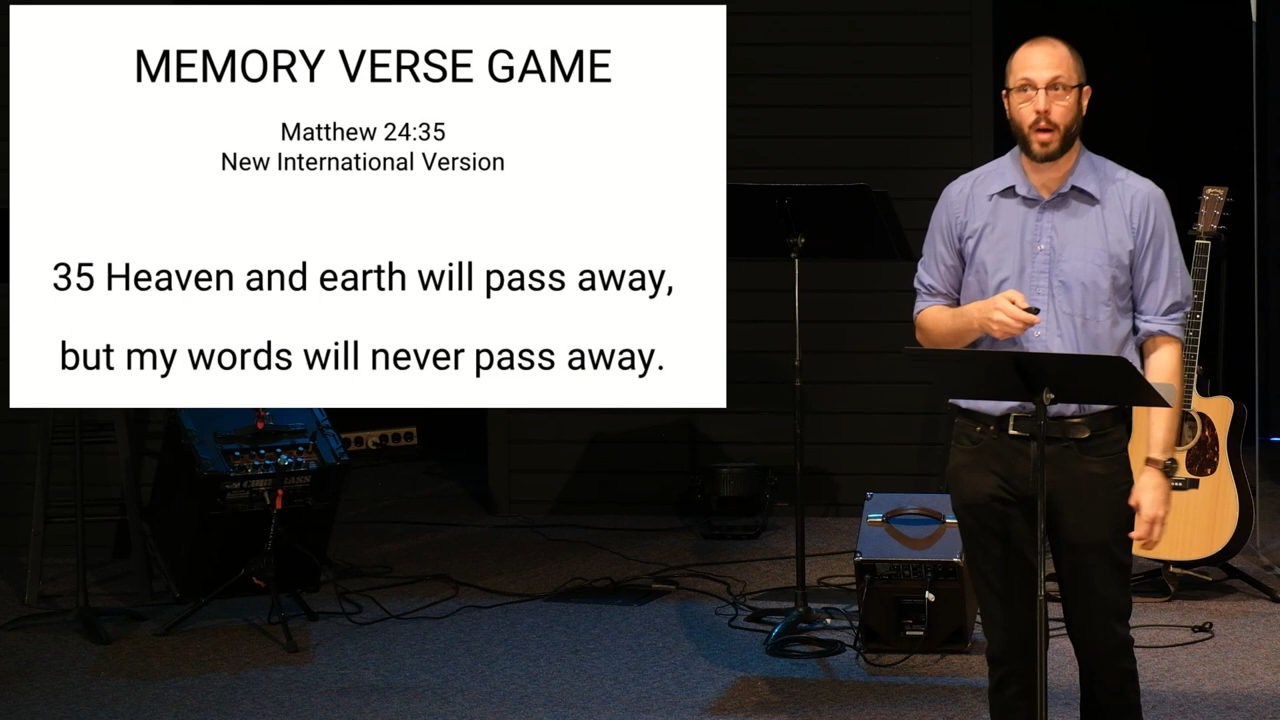 MEMORY VERSE GAME
Matthew 24:35
New International Version
35 Heaven and earth will pass away,
but my words will never pass away.